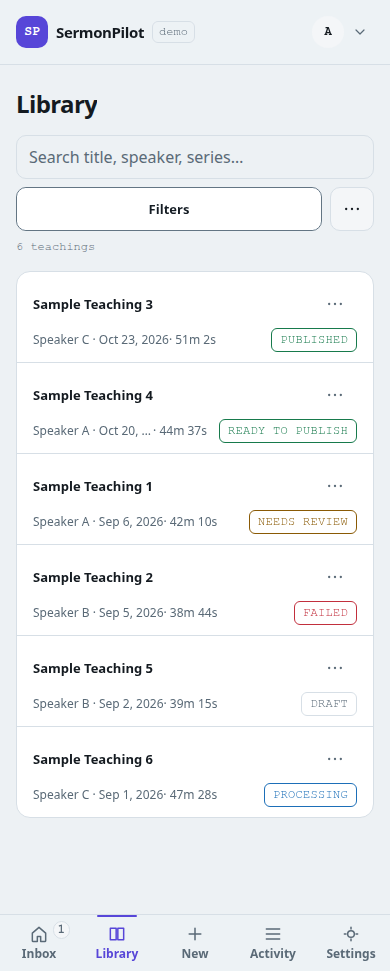 SP SermonPilot demo A
Library
Search title, speaker, series...
Filters ...
6 teachings
Sample Teaching 3 ...
Speaker C · Oct 23, 2026· 51m 2s PUBLISHED
Sample Teaching 4 ...
Speaker A · Oct 20, ... · 44m 37s READY TO PUBLISH
Sample Teaching 1 ...
Speaker A · Sep 6, 2026· 42m 10s NEEDS REVIEW
Sample Teaching 2 ...
Speaker B · Sep 5, 2026· 38m 44s FAILED
Sample Teaching 5 ...
Speaker B · Sep 2, 2026· 39m 15s DRAFT
Sample Teaching 6 ...
Speaker C · Sep 1, 2026· 47m 28s PROCESSING
1
Inbox Library New Activity Settings